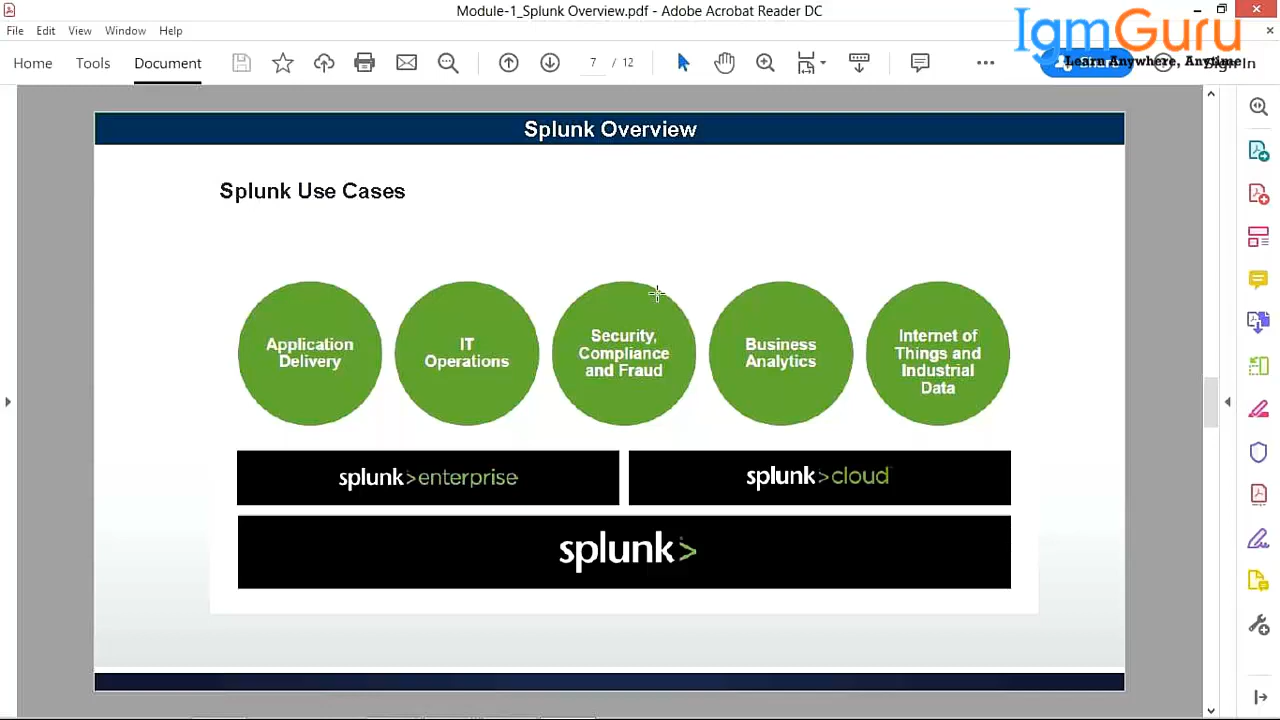 Module-1_Splunk Overview.pdf - Adobe Acrobat Reader DC
File Edit View Window Help
IgmGuru
Learn Anywhere, Anytime
Home Tools Document 7 / 12 Sign In
Splunk Overview
Splunk Use Cases
Application
Delivery
IT
Operations
Security,
Compliance
and Fraud
Business
Analytics
Internet of
Things and
Industrial
Data
splunk>enterprise
splunk>cloud
splunk>